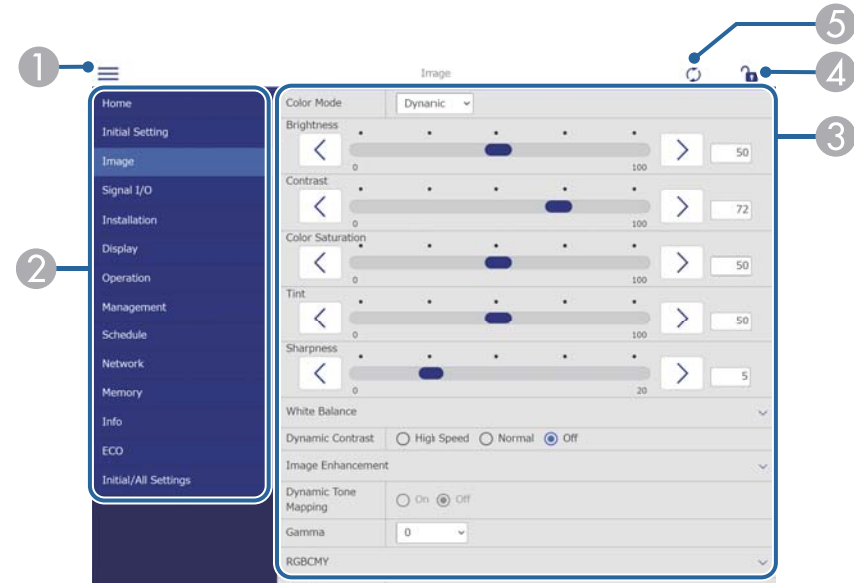 5
1
Image
4
Home
Color Mode
Dynamic
3
Initial Setting
Brightness
50
0
100
Image
Contrast
72
0
100
Signal I/O
Installation
Color Saturation
50
0
100
Display
2
Operation
Tint
50
0
100
Management
Schedule
Sharpness
5
0
20
Network
Memory
Info
ECO
Initial/All Settings
White Balance
Dynamic Contrast
High Speed
Normal
Off
Image Enhancement
Dynamic Tone
Mapping
On
Off
Gamma
0
RGBCMY